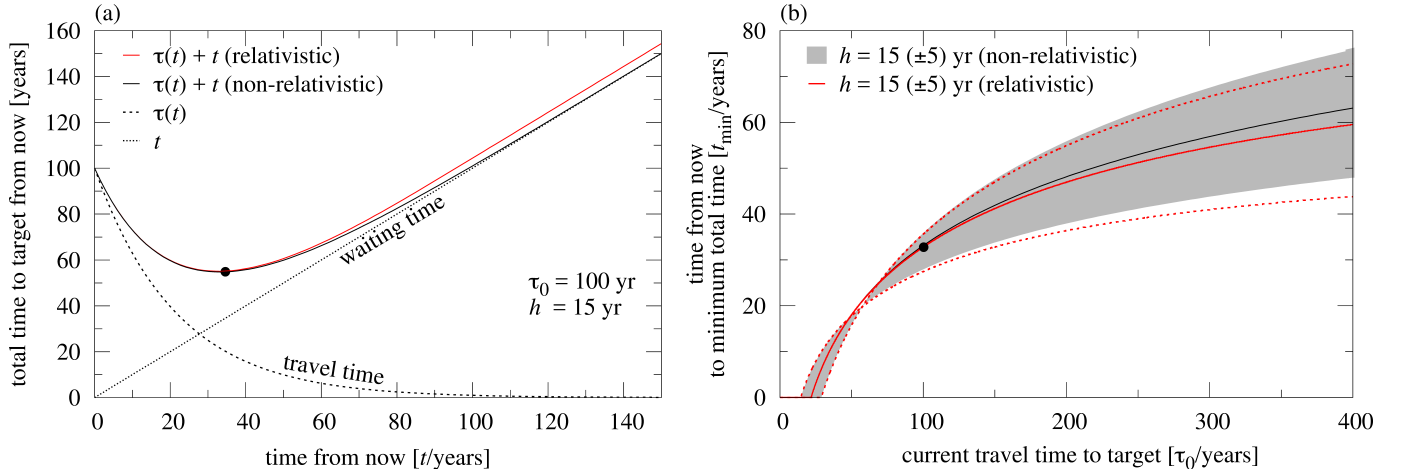 (a)
total time to target from now [years]
160
140
120
100
80
60
40
20
0
τ(t) + t (relativistic)
τ(t) + t (non-relativistic)
τ(t)
t
waiting time
travel time
τ0 = 100 yr
h = 15 yr
0 20 40 60 80 100 120 140
time from now [t/years]
(b)
time from now
to minimum total time [tmin/years]
80
60
40
20
0
h = 15 (±5) yr (non-relativistic)
h = 15 (±5) yr (relativistic)
0 100 200 300 400
current travel time to target [τ0/years]